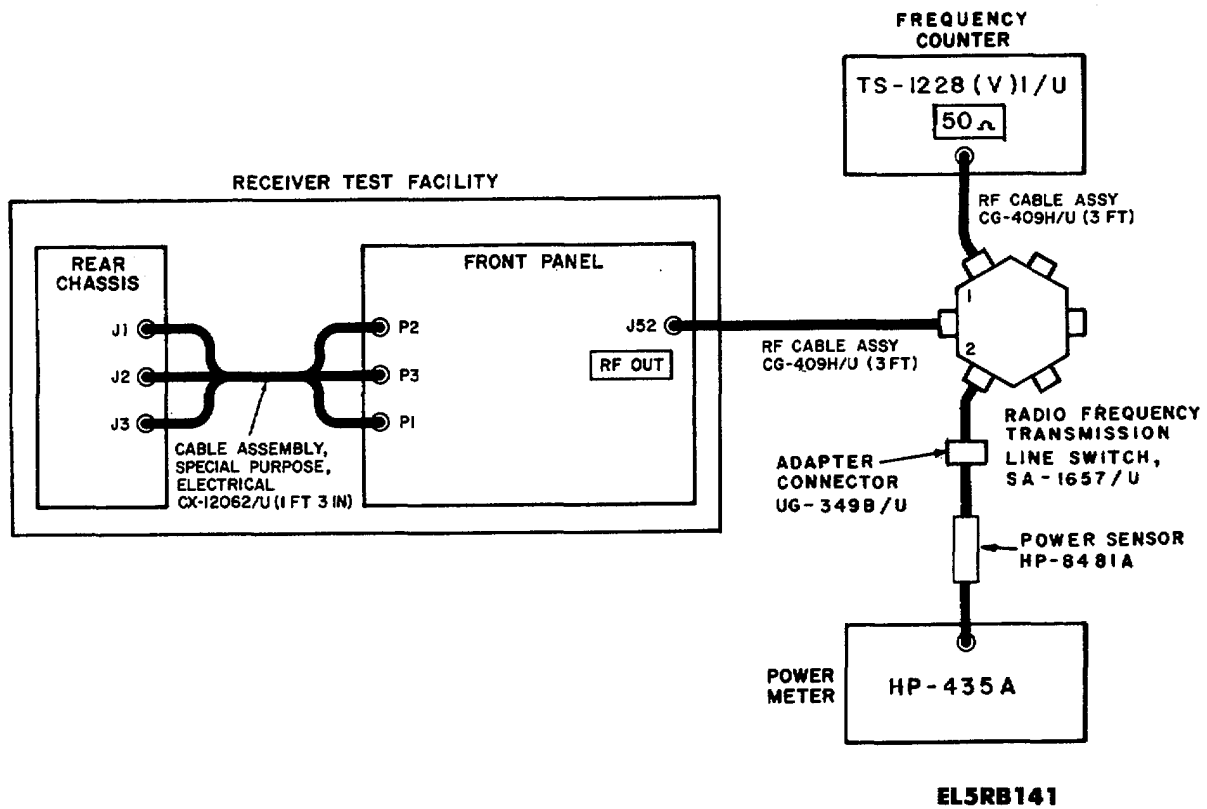 FREQUENCY
COUNTER
TS-1228(V)1/U
50Ω
RF CABLE ASSY
CG-409H/U (3 FT)
RECEIVER TEST FACILITY
REAR
CHASSIS
FRONT PANEL
J1
J2
J3
P2
P3
P1
J52
RF OUT
CABLE ASSEMBLY,
SPECIAL PURPOSE,
ELECTRICAL
CX-12062/U (1 FT 3 IN)
RF CABLE ASSY
CG-409H/U (3FT)
1
2
RADIO FREQUENCY
TRANSMISSION
LINE SWITCH,
SA-1657/U
ADAPTER
CONNECTOR
UG-349B/U
POWER SENSOR
HP-8481A
POWER
METER
HP-435A
EL5RB141